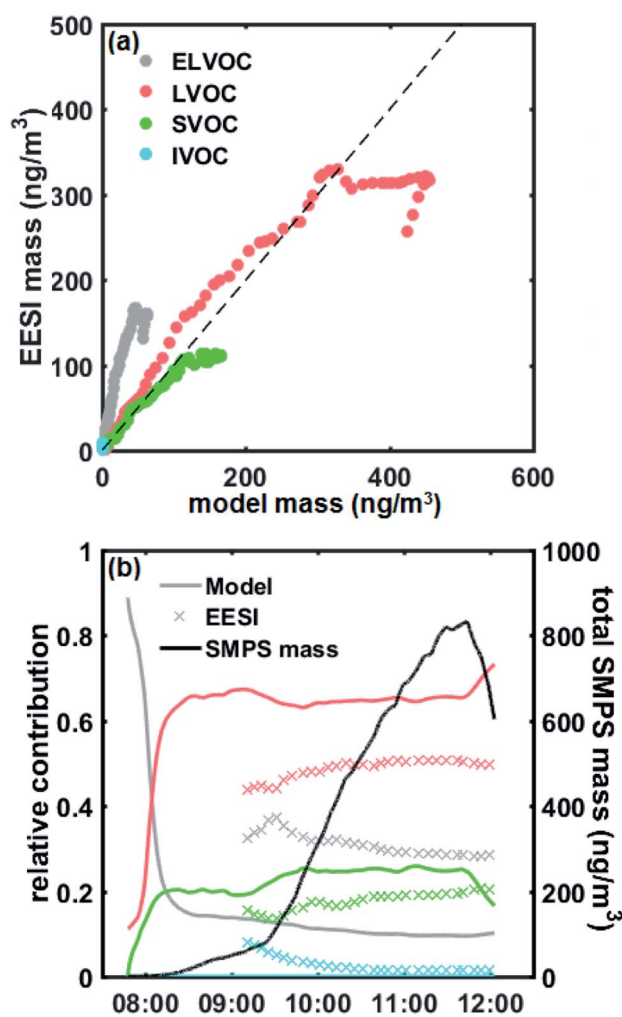 (a)
ELVOC
LVOC
SVOC
IVOC
500
400
300
200
100
0
EESI mass (ng/m³)
0
200
400
600
model mass (ng/m³)
(b)
Model
EESI
SMPS mass
1
0.8
0.6
0.4
0.2
0
relative contribution
1000
800
600
400
200
0
total SMPS mass (ng/m³)
08:00
09:00
10:00
11:00
12:00